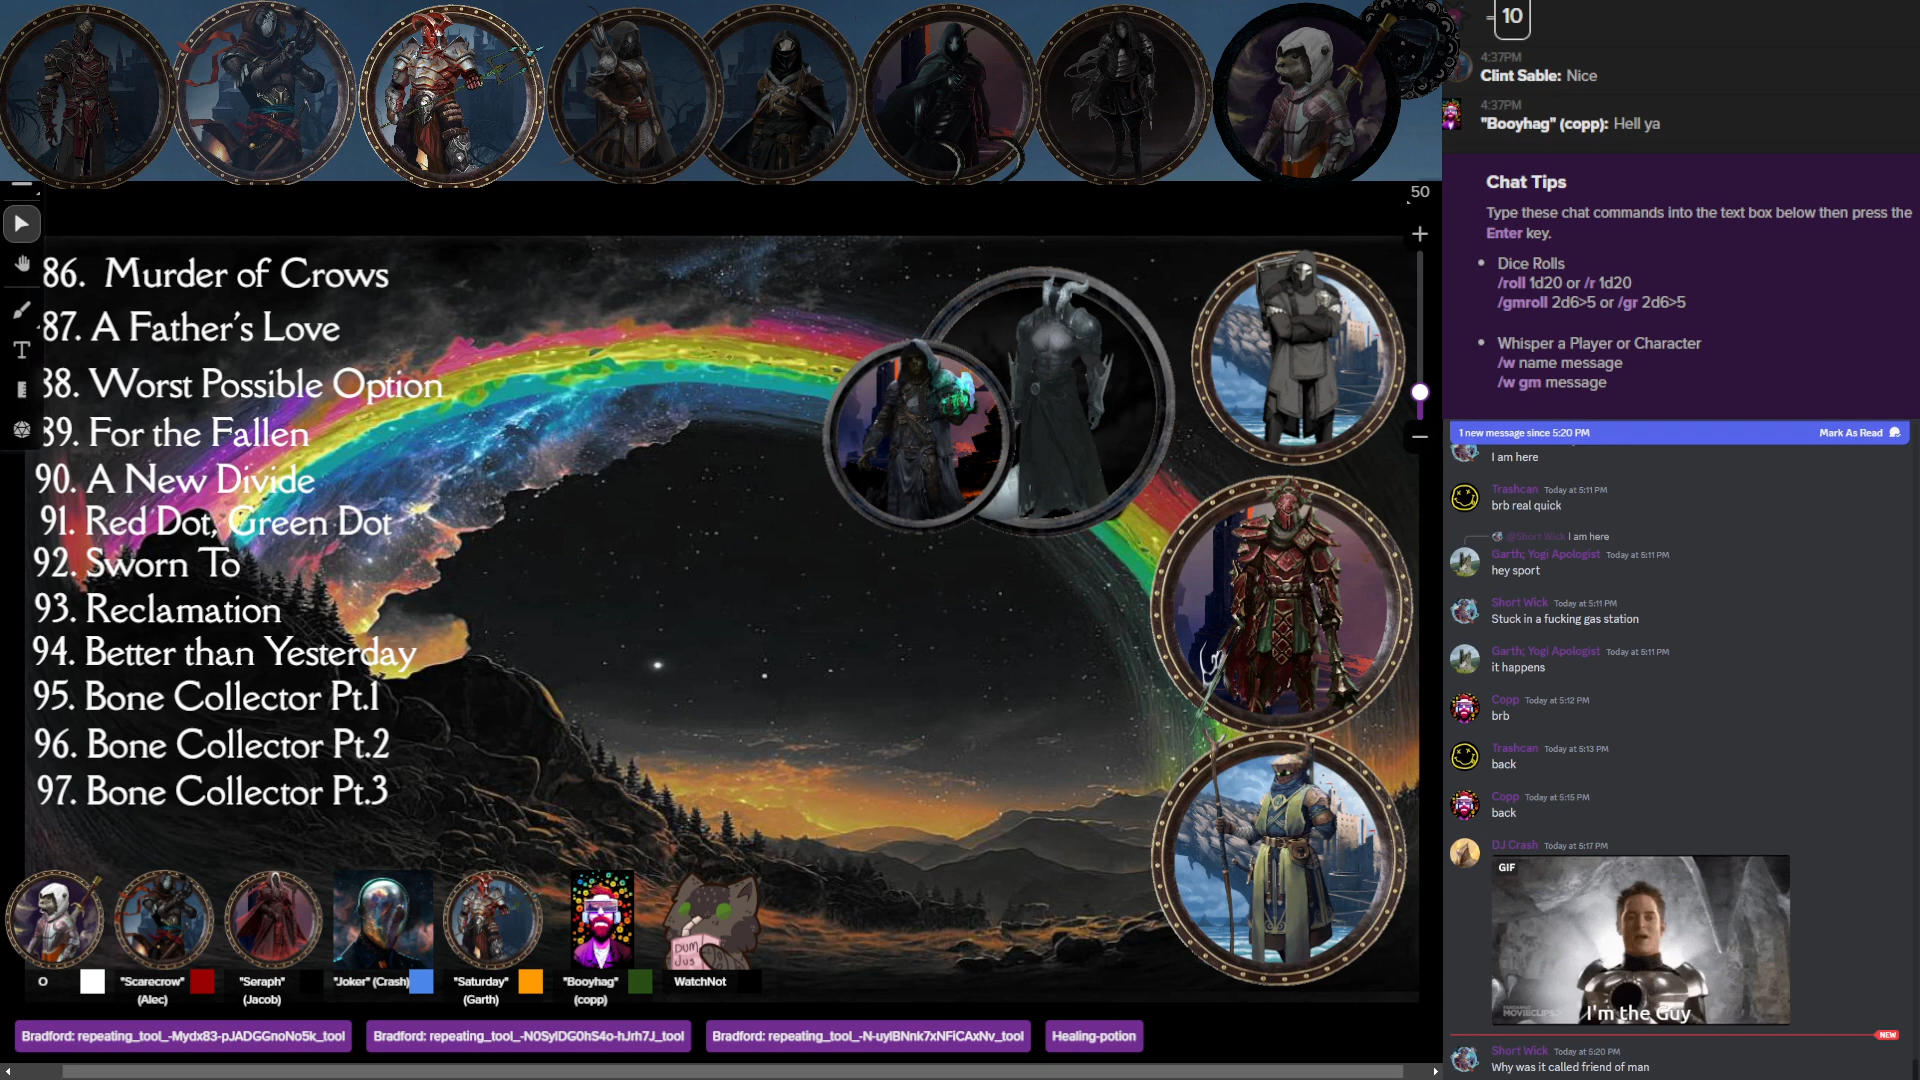 50
86. Murder of Crows
87. A Father's Love
88. Worst Possible Option
89. For the Fallen
90. A New Divide
91. Red Dot, Green Dot
92. Sworn To
93. Reclamation
94. Better than Yesterday
95. Bone Collector Pt.1
96. Bone Collector Pt.2
97. Bone Collector Pt.3
DUM
JUS
O
"Scarecrow"
(Alec)
"Seraph"
(Jacob)
"Joker" (Crash)
"Saturday"
(Garth)
"Booyhag"
(copp)
WatchNot
Bradford: repeating_tool_-Mydx83-pJADGGnoNo5k_tool
Bradford: repeating_tool_-N0SylDG0hS4o-hJrh7J_tool
Bradford: repeating_tool_-N-uylBNnk7xNFiCAxNv_tool
Healing-potion
=10
4:37PM
Clint Sable: Nice
4:37PM
"Booyhag" (copp): Hell ya
Chat Tips
Type these chat commands into the text box below then press the
Enter key.
• Dice Rolls
/roll 1d20 or /r 1d20
/gmroll 2d6>5 or /gr 2d6>5
• Whisper a Player or Character
/w name message
/w gm message
1 new message since 5:20 PM Mark As Read
I am here
Trashcan Today at 5:11 PM
brb real quick
@Short Wick I am here
Garth; Yogi Apologist Today at 5:11 PM
hey sport
Short Wick Today at 5:11 PM
Stuck in a fucking gas station
Garth; Yogi Apologist Today at 5:11 PM
it happens
Copp Today at 5:12 PM
brb
Trashcan Today at 5:13 PM
back
Copp Today at 5:15 PM
back
DJ Crash Today at 5:17 PM
GIF
MOVIECLIPS
I'm the Guy
NEW
Short Wick Today at 5:20 PM
Why was it called friend of man